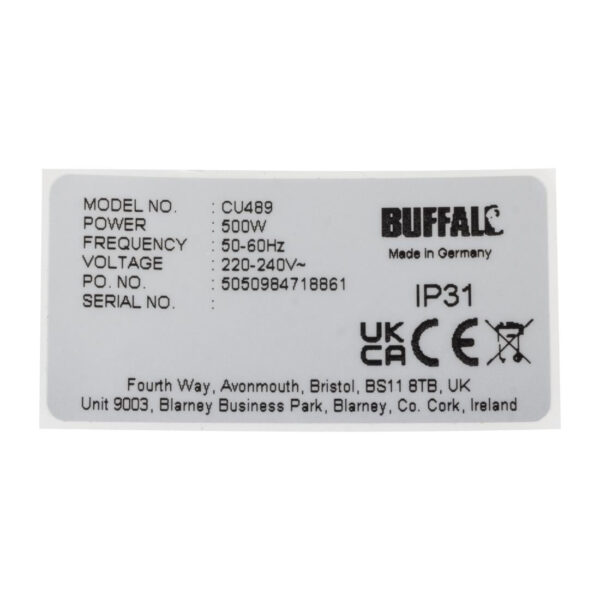 MODEL NO. : CU489
POWER : 500W
FREQUENCY : 50-60Hz
VOLTAGE : 220-240V~
PO. NO. : 5050984718861
SERIAL NO. :
BUFFALO
Made in Germany
IP31
UK
CA CE
Fourth Way, Avonmouth, Bristol, BS11 8TB, UK
Unit 9003, Blarney Business Park, Blarney, Co. Cork, Ireland